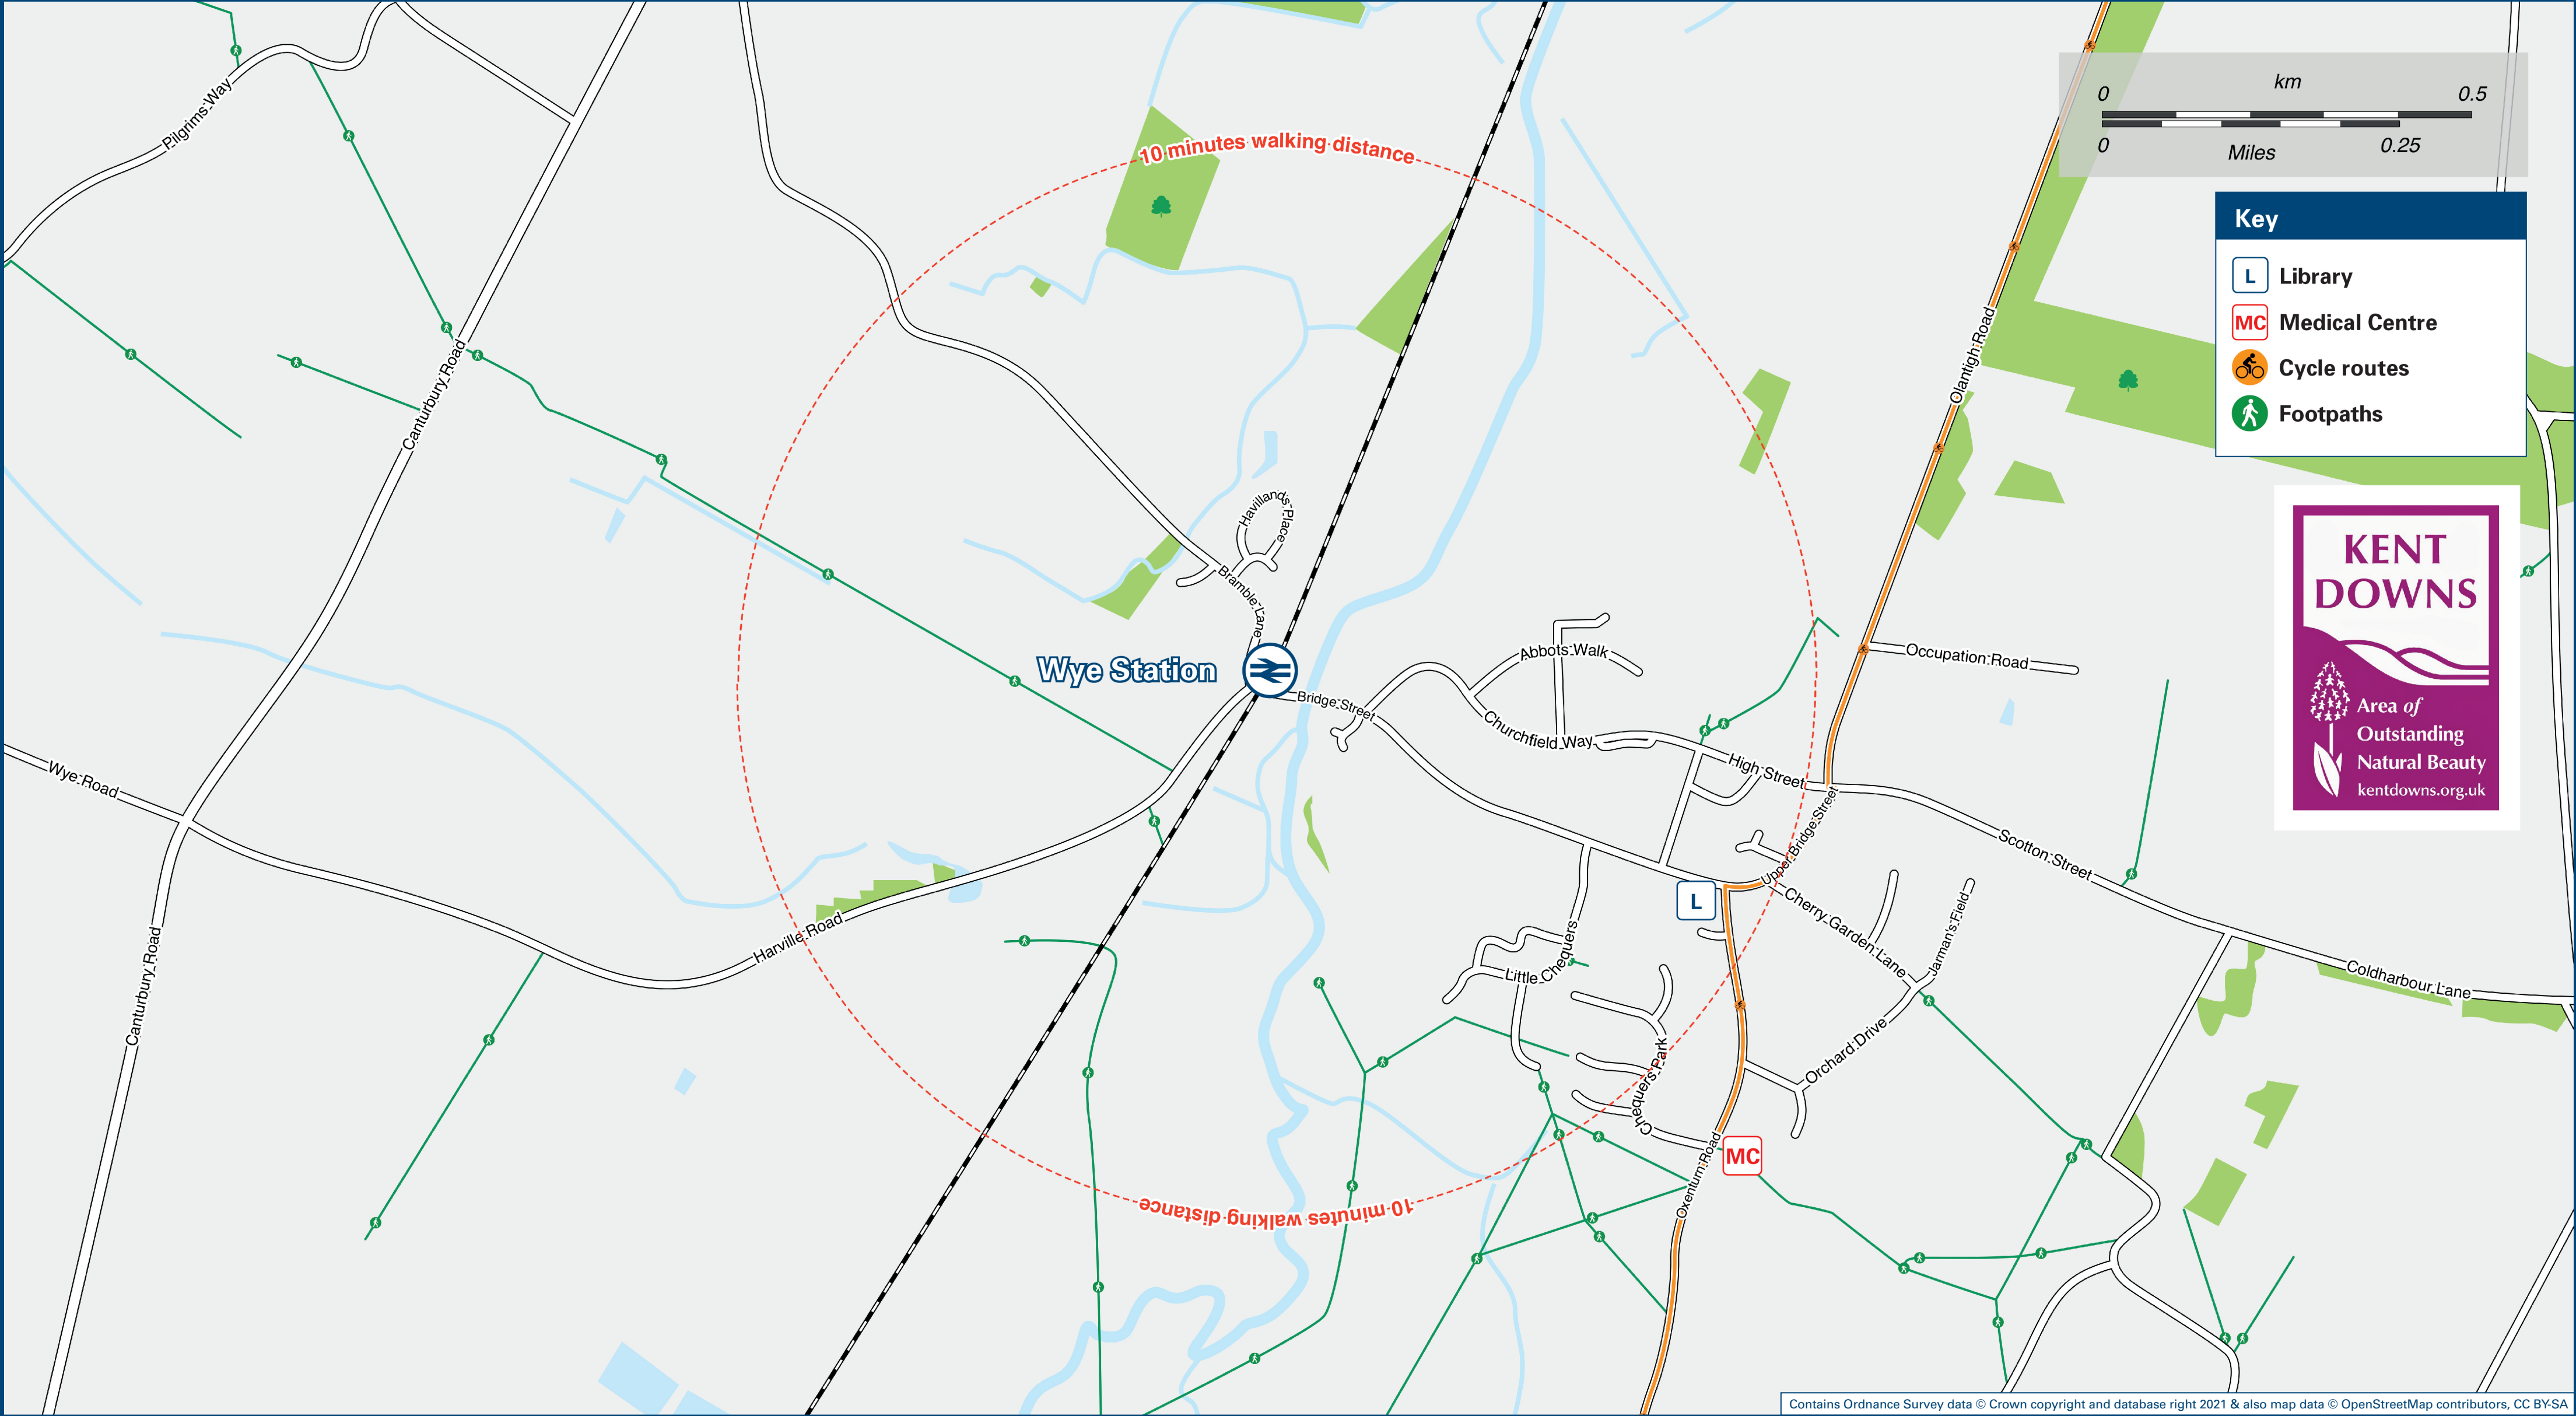 10 minutes walking distance
km
0 0.5
0 0.25
Miles
Key
L Library
MC Medical Centre
Cycle routes
Footpaths
KENT
DOWNS
Area of
Outstanding
Natural Beauty
kentdowns.org.uk
Pilgrims Way
Canturbury Road
Olantigh Road
Havillands Place
Bramble Lane
Wye Station
Bridge Street
Abbots Walk
Occupation Road
Churchfield Way
High Street
Wye Road
Upper Bridge Street
Scotton Street
L
Cherry Garden Lane
Jarman's Field
Harville Road
Little Chequers
Coldharbour Lane
Canturbury Road
Orchard Drive
Chequers Park
MC
Oxenturn Road
10 minutes walking distance
Contains Ordnance Survey data © Crown copyright and database right 2021 & also map data © OpenStreetMap contributors, CC BY-SA